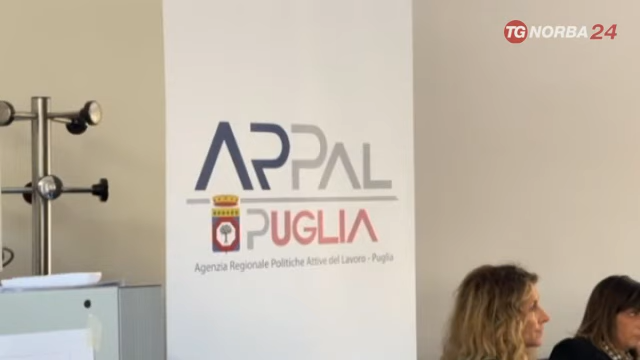 TG NORBA 24
ARPAL
PUGLIA
Agenzia Regionale Politiche Attive del Lavoro - Puglia